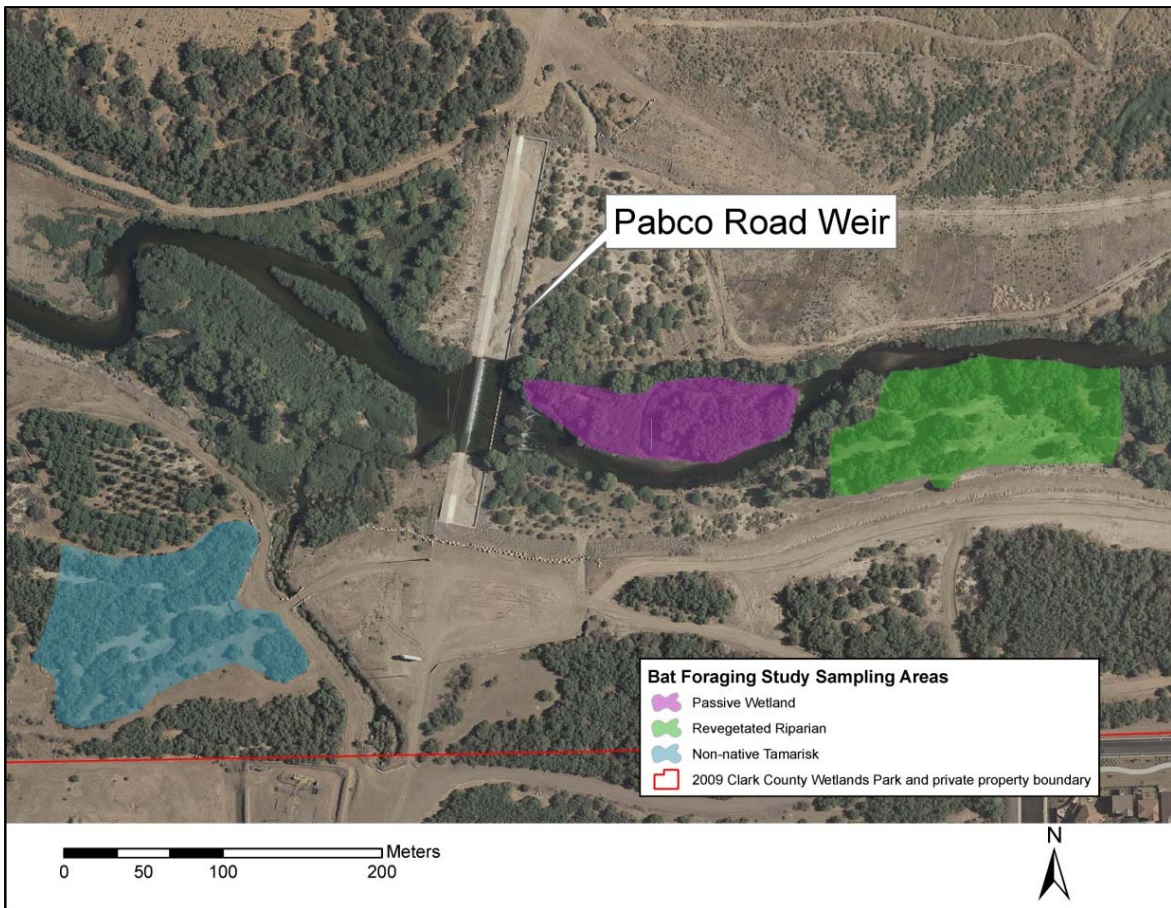 Pabco Road Weir
Bat Foraging Study Sampling Areas
Passive Wetland
Revegetated Riparian
Non-native Tamarisk
2009 Clark County Wetlands Park and private property boundary
Meters
0 50 100 200
N